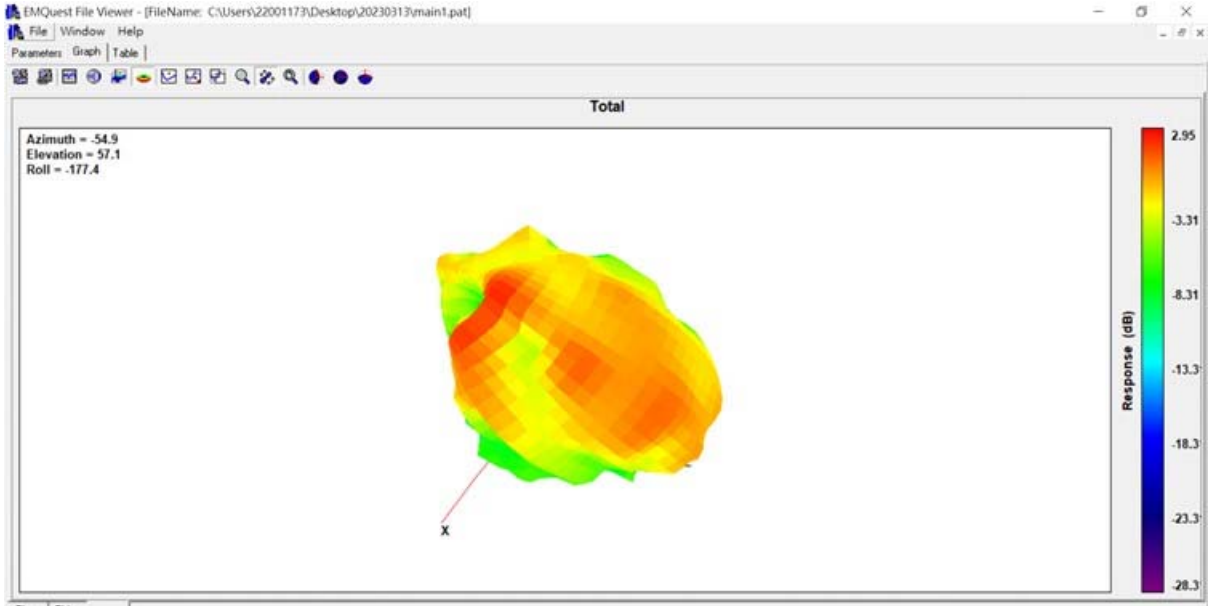 EMQuest File Viewer - [FileName: C:\Users\22001173\Desktop\20230313\main1.pat]
File Window Help
Parameters Graph Table
Total
Azimuth = -54.9
Elevation = 57.1
Roll = -177.4
2.95
-3.31
-8.31
-13.3
-18.3
-23.3
-28.3
Response (dB)
X